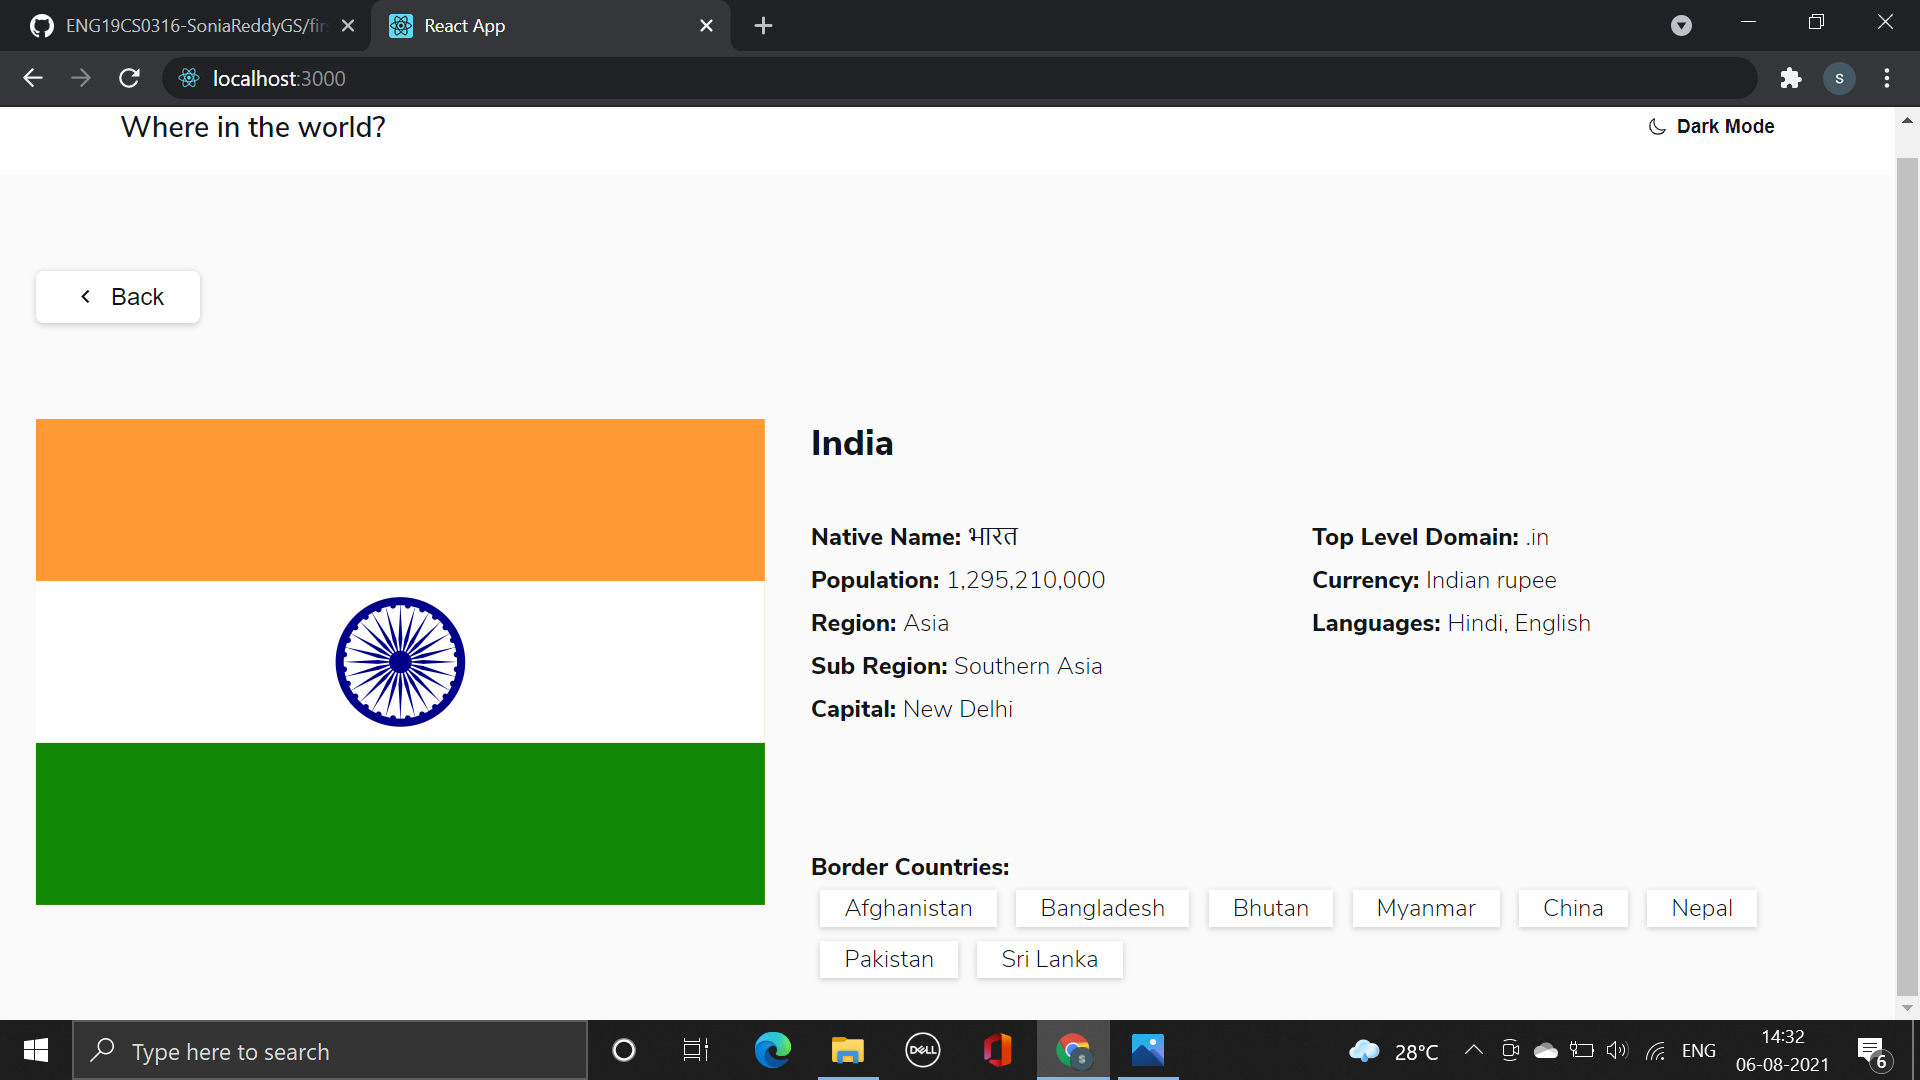 ENG19CS0316-SoniaReddyGS/fir
React App
localhost:3000
S
Where in the world?
Dark Mode
Back
India
Native Name: भारत
Population: 1,295,210,000
Region: Asia
Sub Region: Southern Asia
Capital: New Delhi
Top Level Domain: .in
Currency: Indian rupee
Languages: Hindi, English
Border Countries:
Afghanistan Bangladesh Bhutan Myanmar China Nepal
Pakistan Sri Lanka
Type here to search
DELL
S
28°C
ENG
14:32
06-08-2021
6